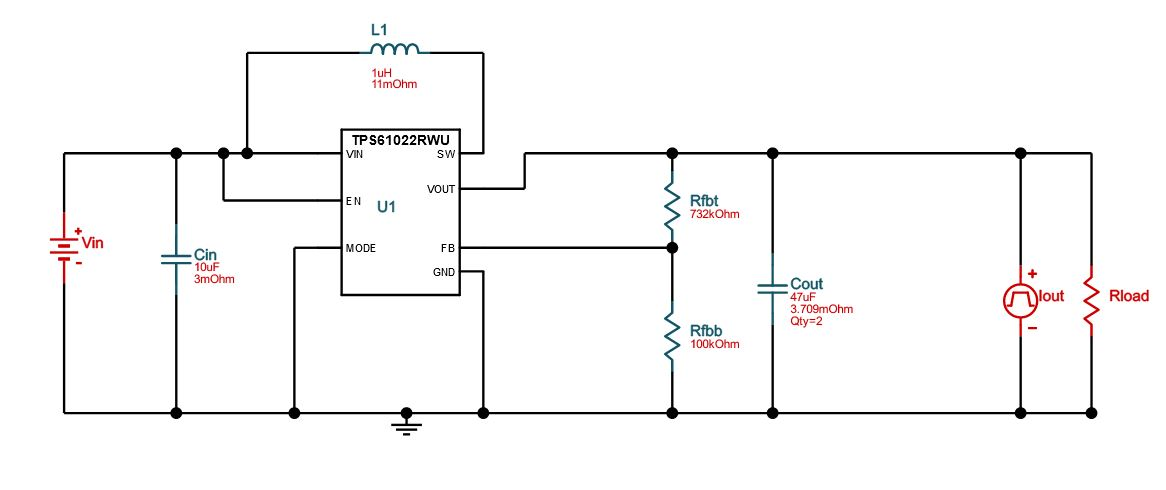 L1
1uH
11mOhm
TPS61022RWU
VIN
SW
VOUT
EN
U1
MODE
FB
GND
+
Vin
-
Cin
10uF
3mOhm
Rfbt
732kOhm
Rfbb
100kOhm
Cout
47uF
3.709mOhm
Qty=2
+
Iout
-
Rload